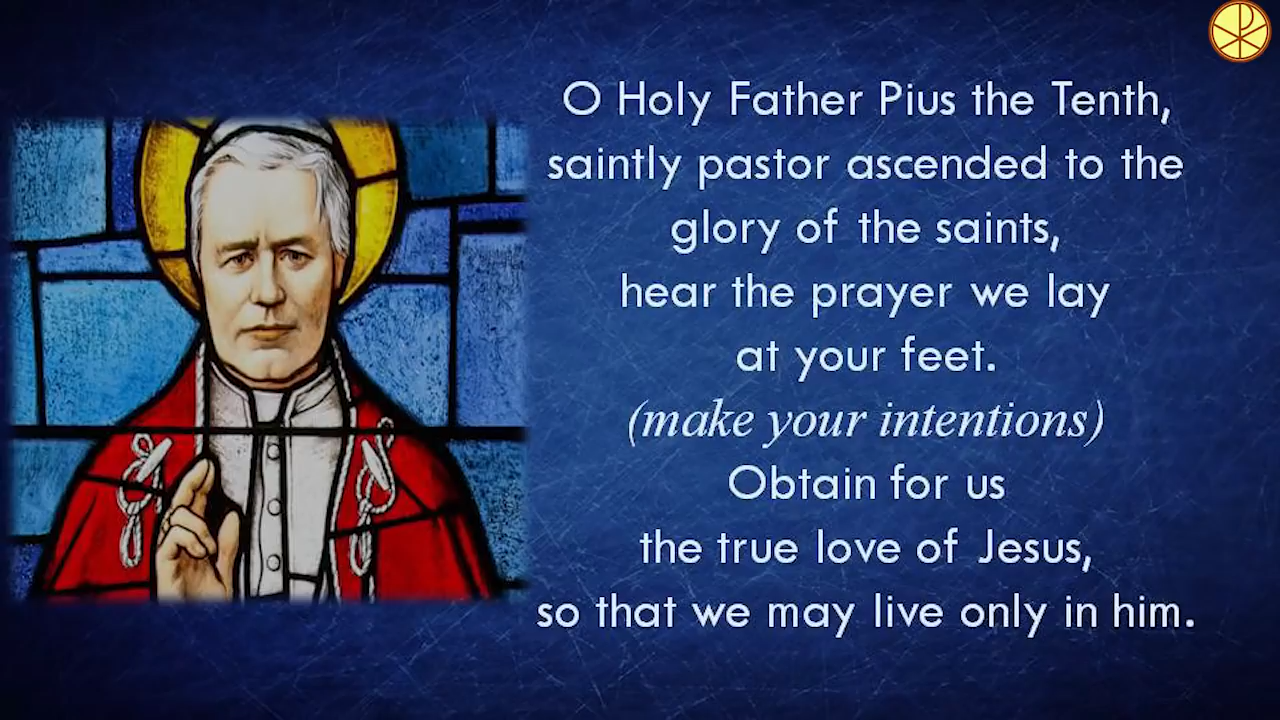 O Holy Father Pius the Tenth,
saintly pastor ascended to the
glory of the saints,
hear the prayer we lay
at your feet.
(make your intentions)
Obtain for us
the true love of Jesus,
so that we may live only in him.